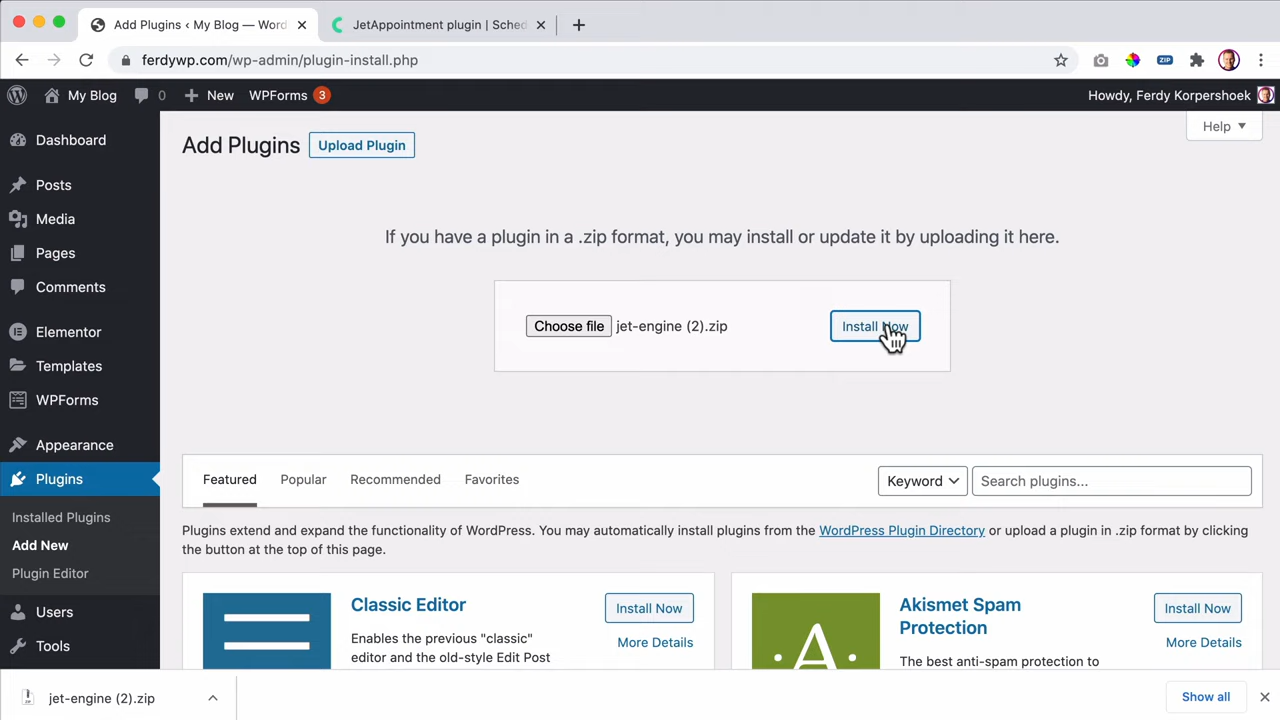 Add Plugins ‹ My Blog — Word
JetAppointment plugin | Sched
ferdywp.com/wp-admin/plugin-install.php
ZIP
My Blog
0
New
WPForms
3
Howdy, Ferdy Korpershoek
Dashboard
Posts
Media
Pages
Comments
Elementor
Templates
WPForms
Appearance
Plugins
Installed Plugins
Add New
Plugin Editor
Users
Tools
Add Plugins
Upload Plugin
Help
If you have a plugin in a .zip format, you may install or update it by uploading it here.
Choose file jet-engine (2).zip
Install Now
Featured
Popular
Recommended
Favorites
Keyword
Search plugins...
Plugins extend and expand the functionality of WordPress. You may automatically install plugins from the WordPress Plugin Directory or upload a plugin in .zip format by clicking
the button at the top of this page.
Classic Editor
Install Now
More Details
Enables the previous "classic"
editor and the old-style Edit Post
A
Akismet Spam
Protection
Install Now
More Details
The best anti-spam protection to
jet-engine (2).zip
Show all